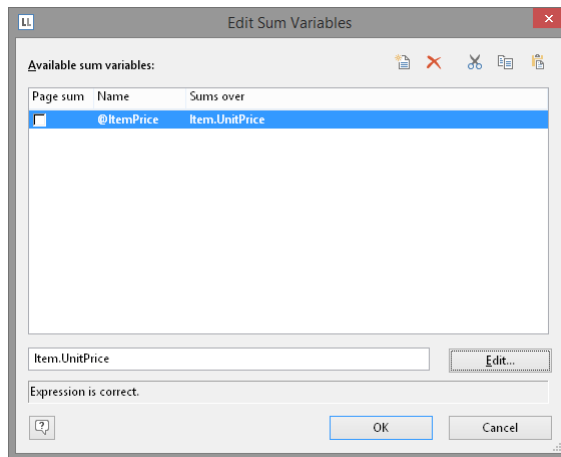 LL Edit Sum Variables
Available sum variables:
Page sum Name Sums over
@ItemPrice Item.UnitPrice
Item.UnitPrice Edit...
Expression is correct.
OK Cancel